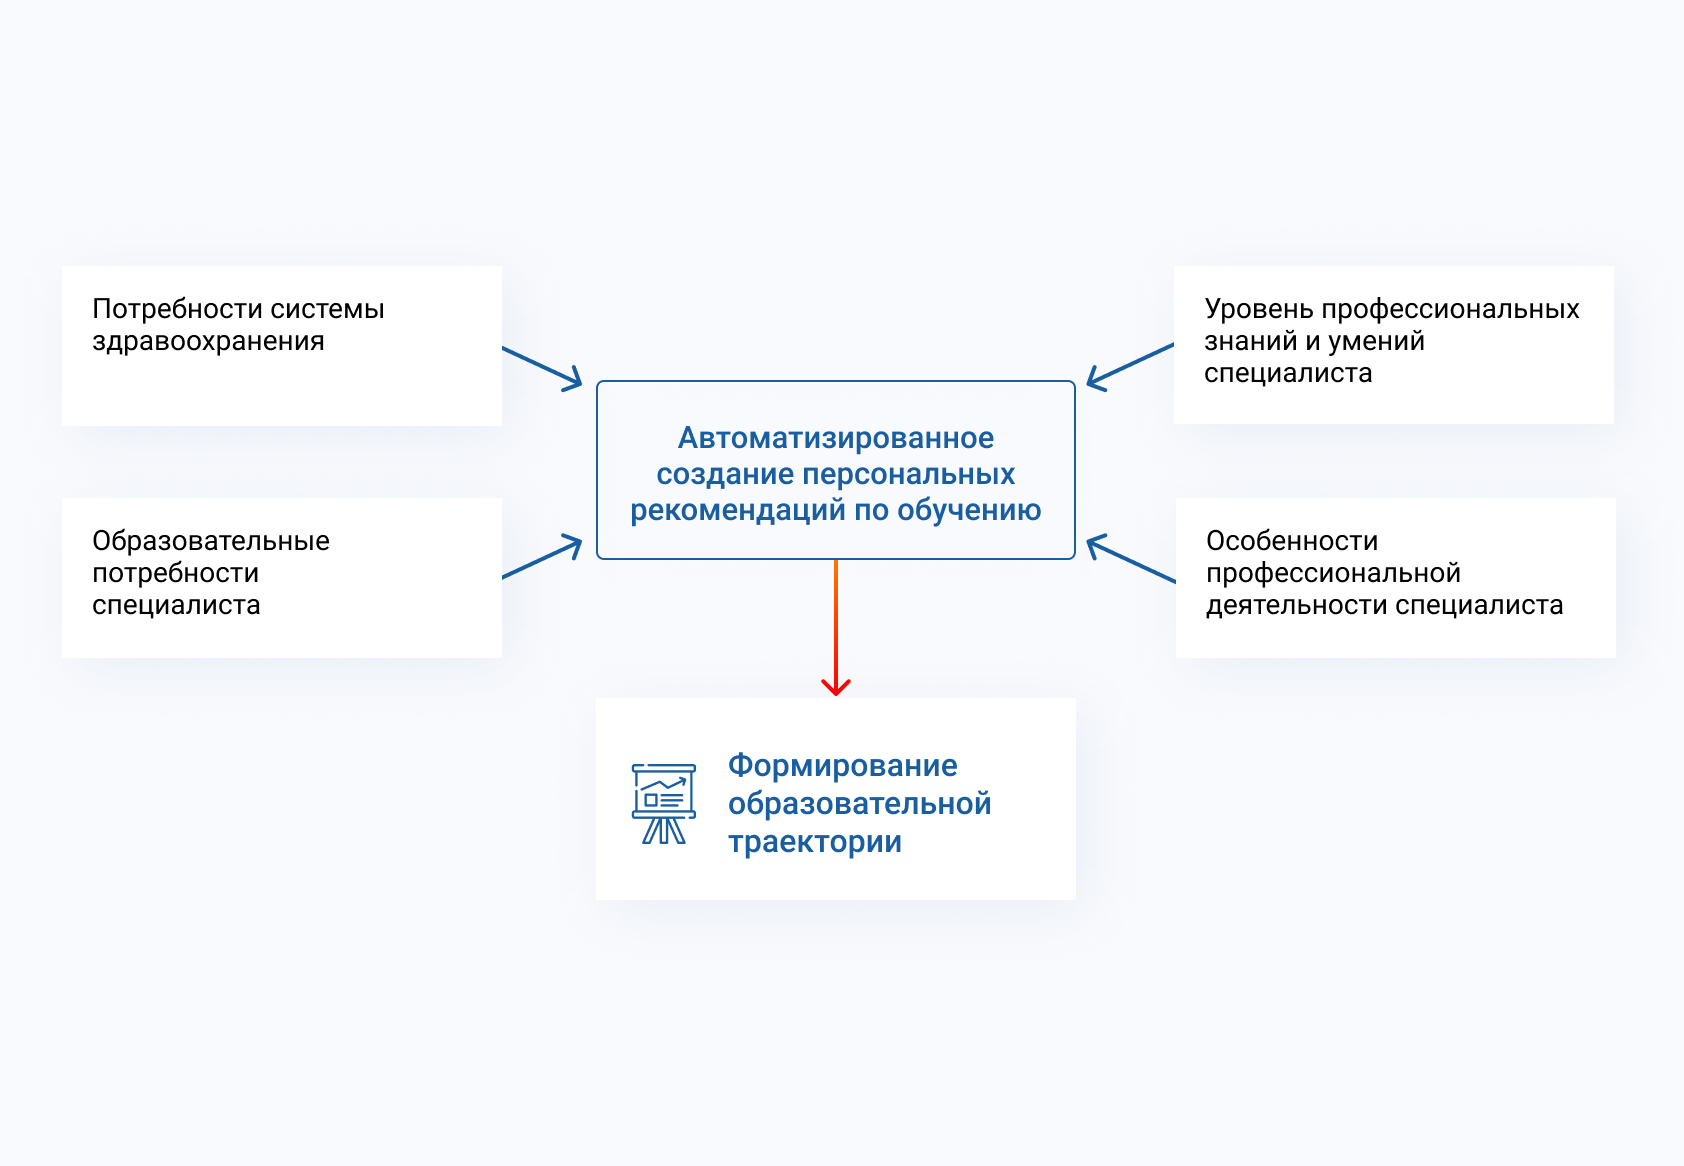 Потребности системы
здравоохранения
Уровень профессиональных
знаний и умений
специалиста
Автоматизированное
создание персональных
рекомендаций по обучению
Образовательные
потребности
специалиста
Особенности
профессиональной
деятельности специалиста
Формирование
образовательной
траектории